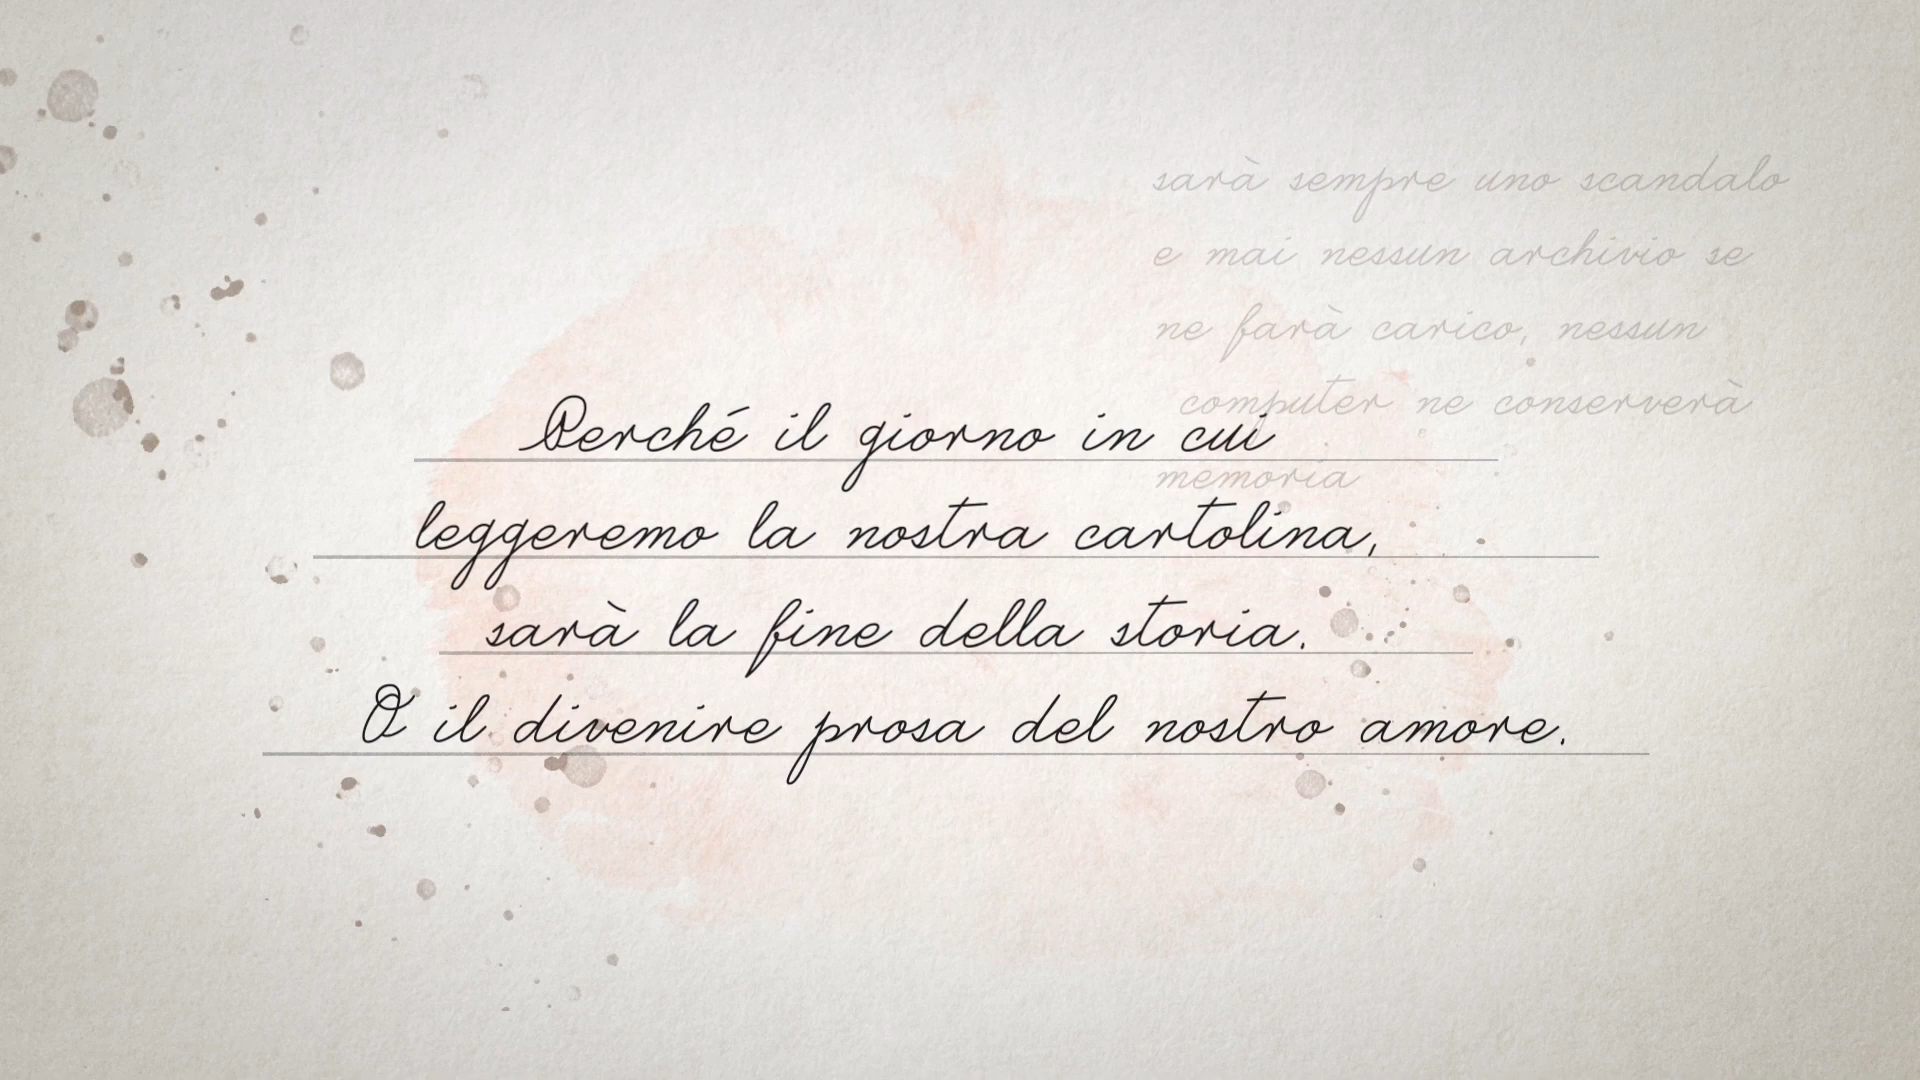 sarà sempre uno scandalo
e mai nessun archivio se
ne farà carico, nessun
computer ne conserverà
memoria
Perché il giorno in cui
leggeremo la nostra cartolina,
sarà la fine della storia.
O il divenire prosa del nostro amore.